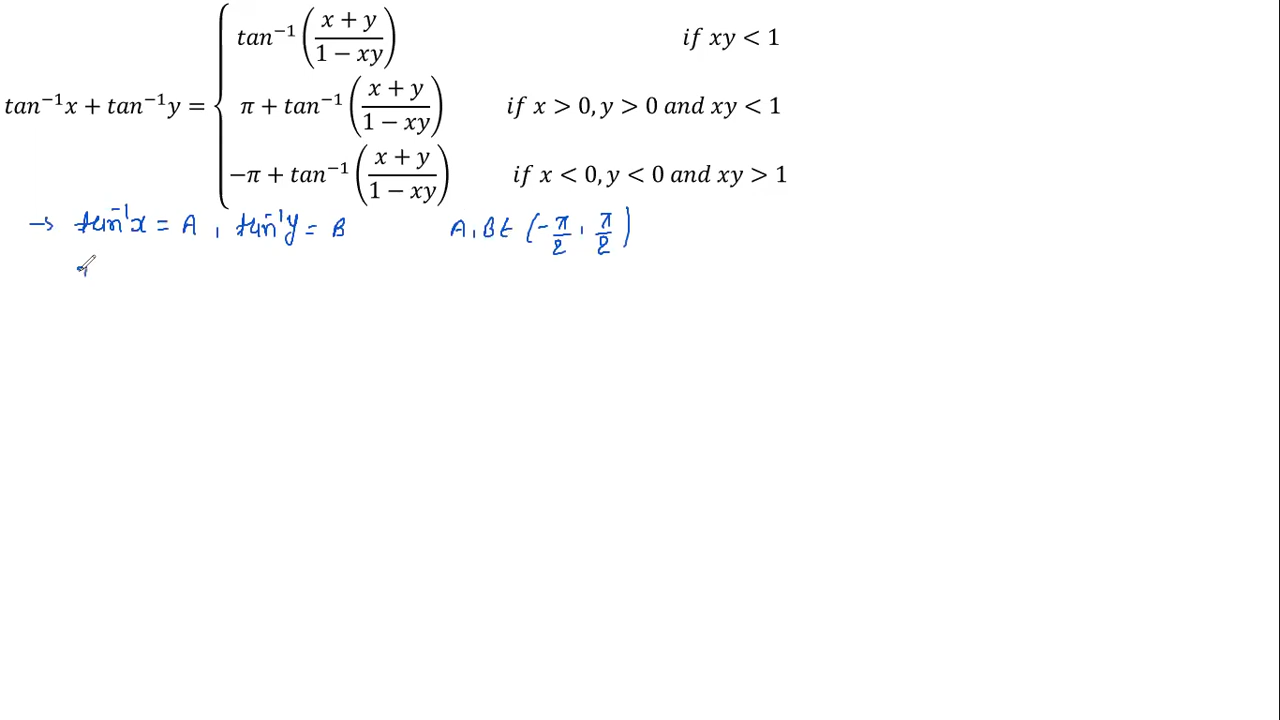 tan⁻¹((x + y)/(1 − xy)) if xy < 1
tan⁻¹x + tan⁻¹y = { π + tan⁻¹((x + y)/(1 − xy)) if x > 0, y > 0 and xy < 1
−π + tan⁻¹((x + y)/(1 − xy)) if x < 0, y < 0 and xy > 1
→ tan⁻¹x = A , tan⁻¹y = B A, B ∈ (−π/2 , π/2)